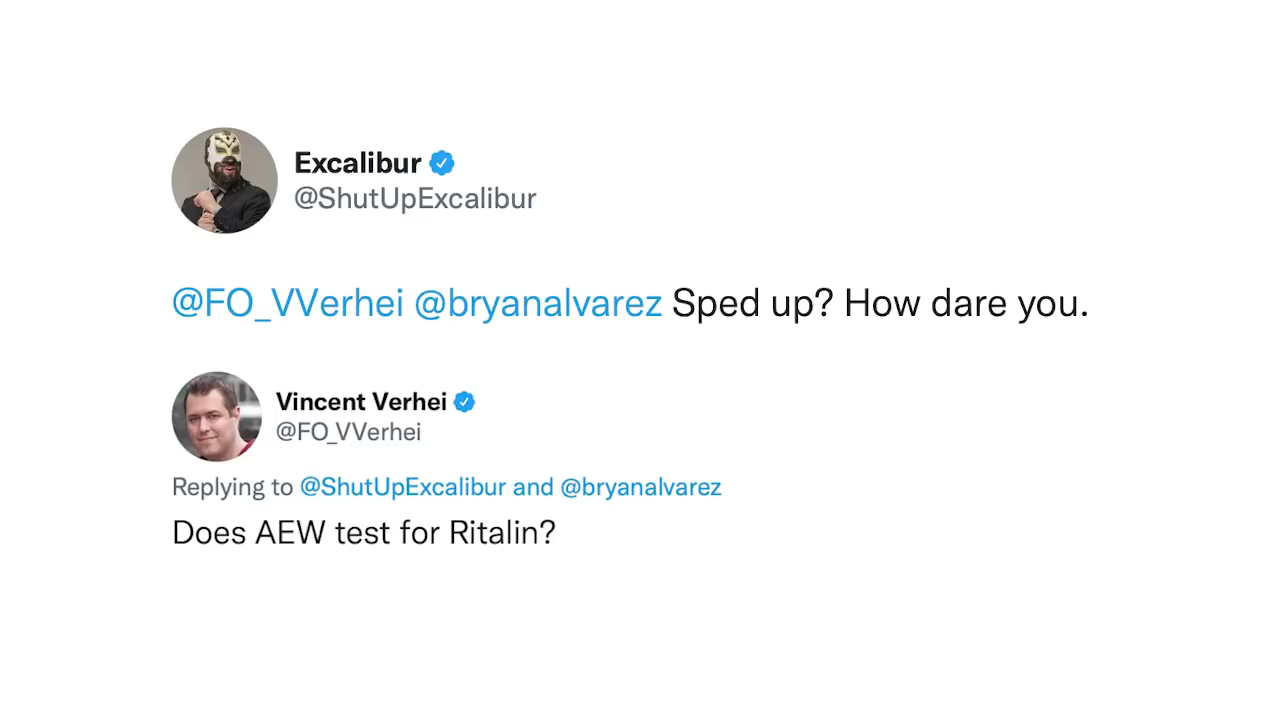 Excalibur
@ShutUpExcalibur
@FO_VVerhei @bryanalvarez Sped up? How dare you.
Vincent Verhei
@FO_VVerhei
Replying to @ShutUpExcalibur and @bryanalvarez
Does AEW test for Ritalin?